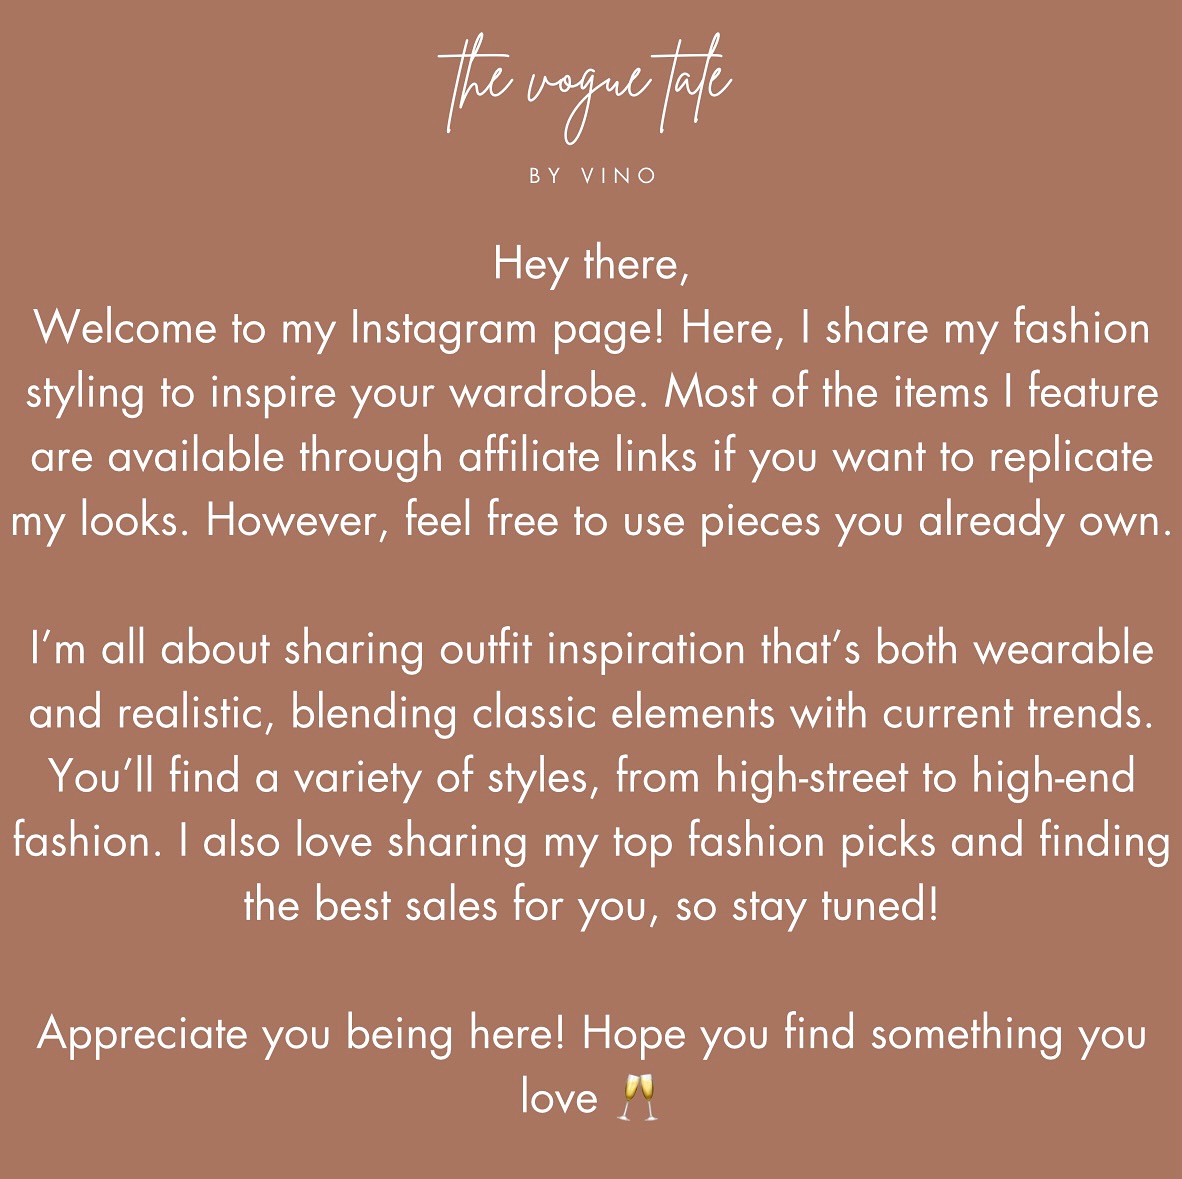 the vogue tale
BY VINO
Hey there,
Welcome to my Instagram page! Here, I share my fashion
styling to inspire your wardrobe. Most of the items I feature
are available through affiliate links if you want to replicate
my looks. However, feel free to use pieces you already own.
I’m all about sharing outfit inspiration that’s both wearable
and realistic, blending classic elements with current trends.
You’ll find a variety of styles, from high-street to high-end
fashion. I also love sharing my top fashion picks and finding
the best sales for you, so stay tuned!
Appreciate you being here! Hope you find something you
love 🥂